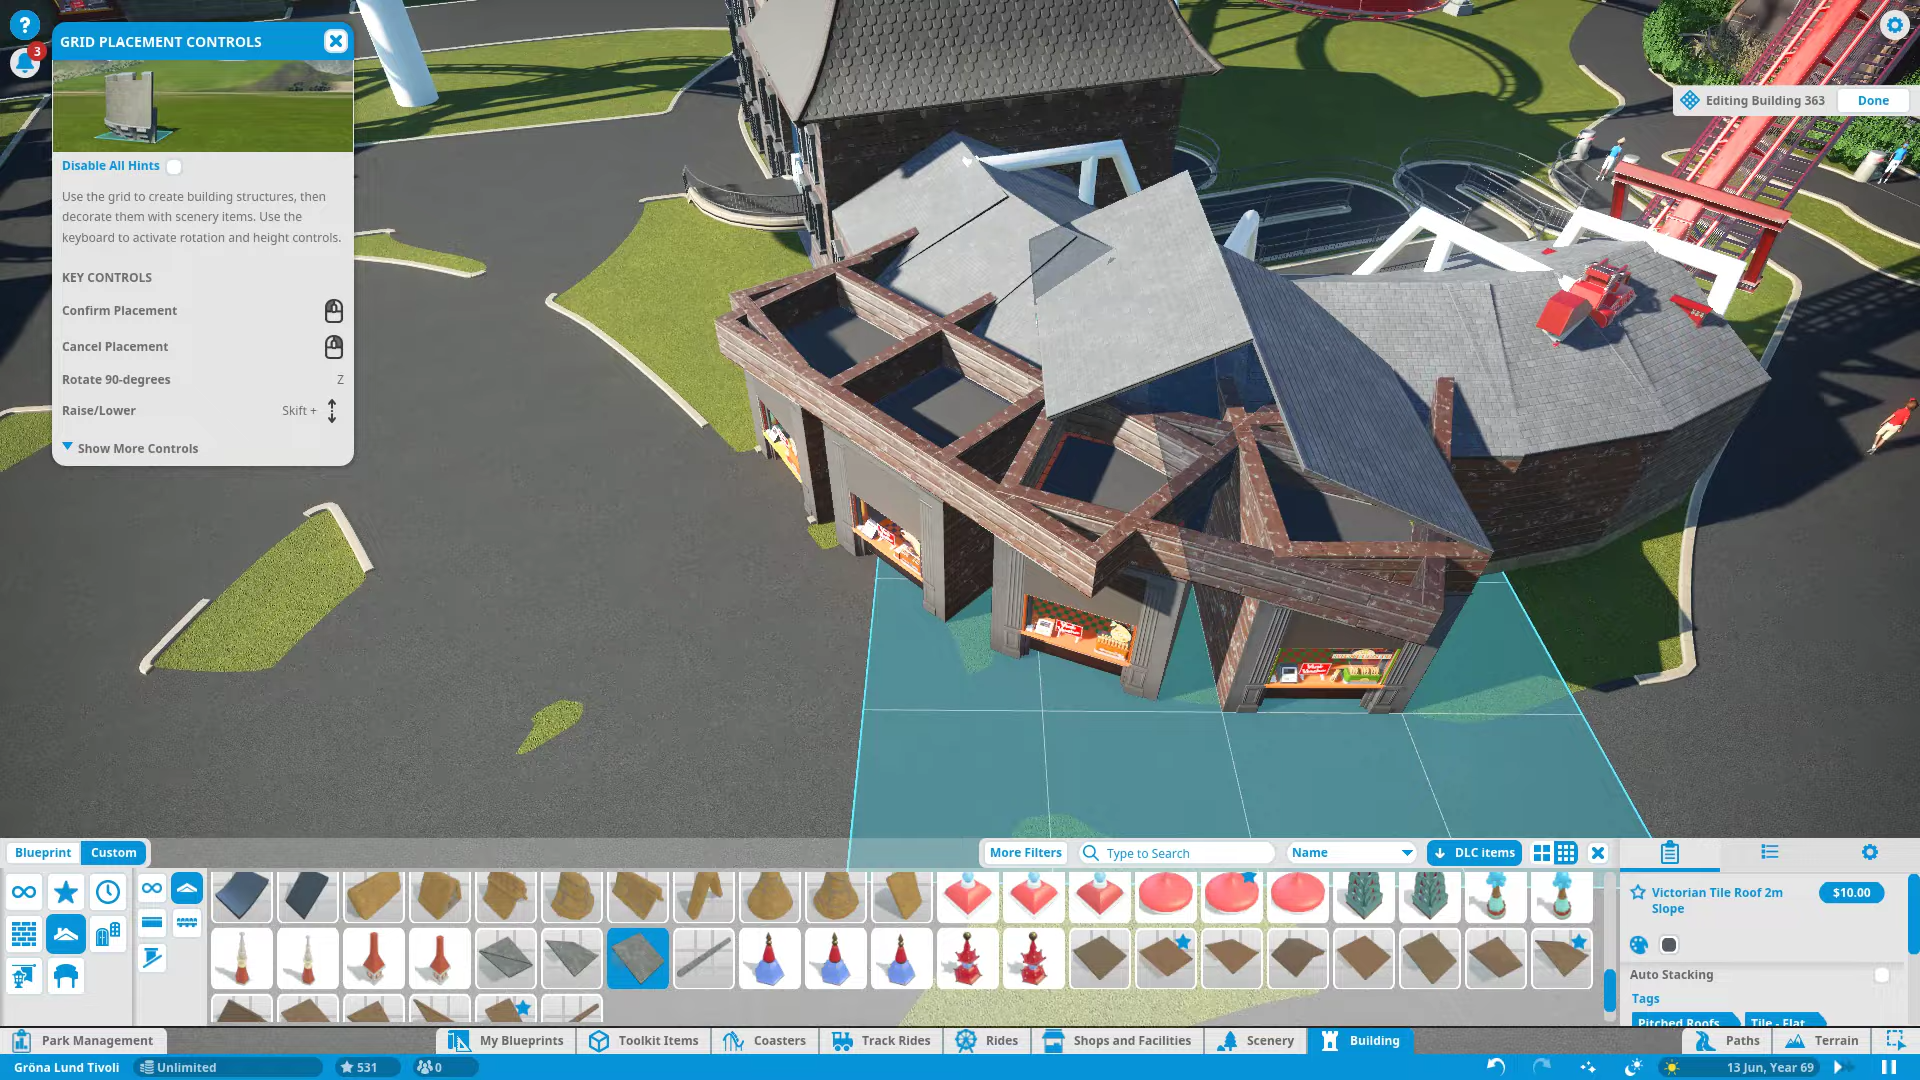 ?
3
GRID PLACEMENT CONTROLS
Disable All Hints
Use the grid to create building structures, then
decorate them with scenery items. Use the
keyboard to activate rotation and height controls.
KEY CONTROLS
Confirm Placement
Cancel Placement
Rotate 90-degrees Z
Raise/Lower Skift +
Show More Controls
Editing Building 363 Done
Blueprint Custom
More Filters Type to Search Name DLC items
Victorian Tile Roof 2m
Slope
$10.00
Auto Stacking
Tags
Pitched Roofs Tile - Flat
Park Management My Blueprints Toolkit Items Coasters Track Rides Rides Shops and Facilities Scenery Building Paths Terrain
Gröna Lund Tivoli Unlimited 531 0 13 Jun, Year 69